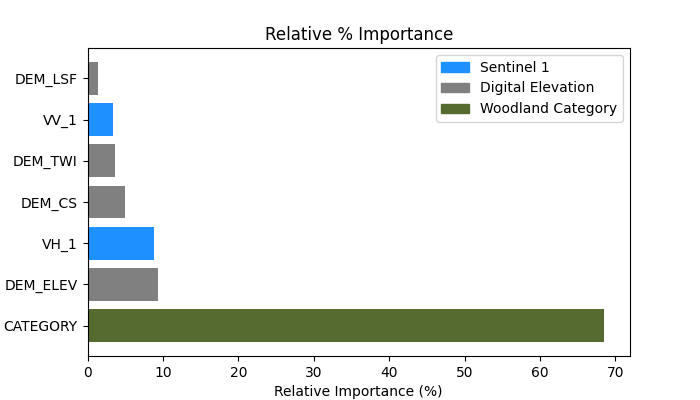 Relative % Importance
Sentinel 1
Digital Elevation
Woodland Category
DEM_LSF
VV_1
DEM_TWI
DEM_CS
VH_1
DEM_ELEV
CATEGORY
0 10 20 30 40 50 60 70
Relative Importance (%)